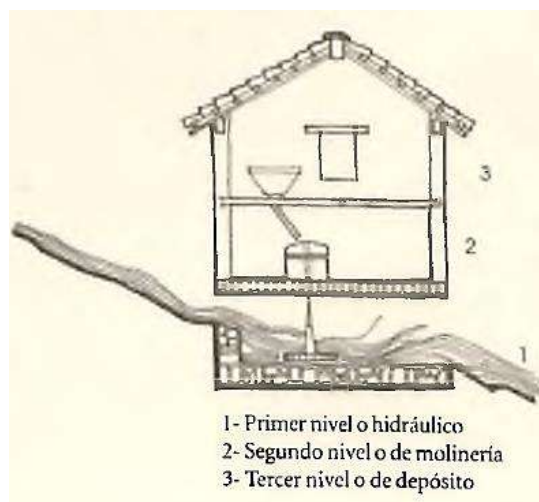 3
2
1
1- Primer nivel o hidráulico
2- Segundo nivel o de molinería
3- Tercer nivel o de depósito